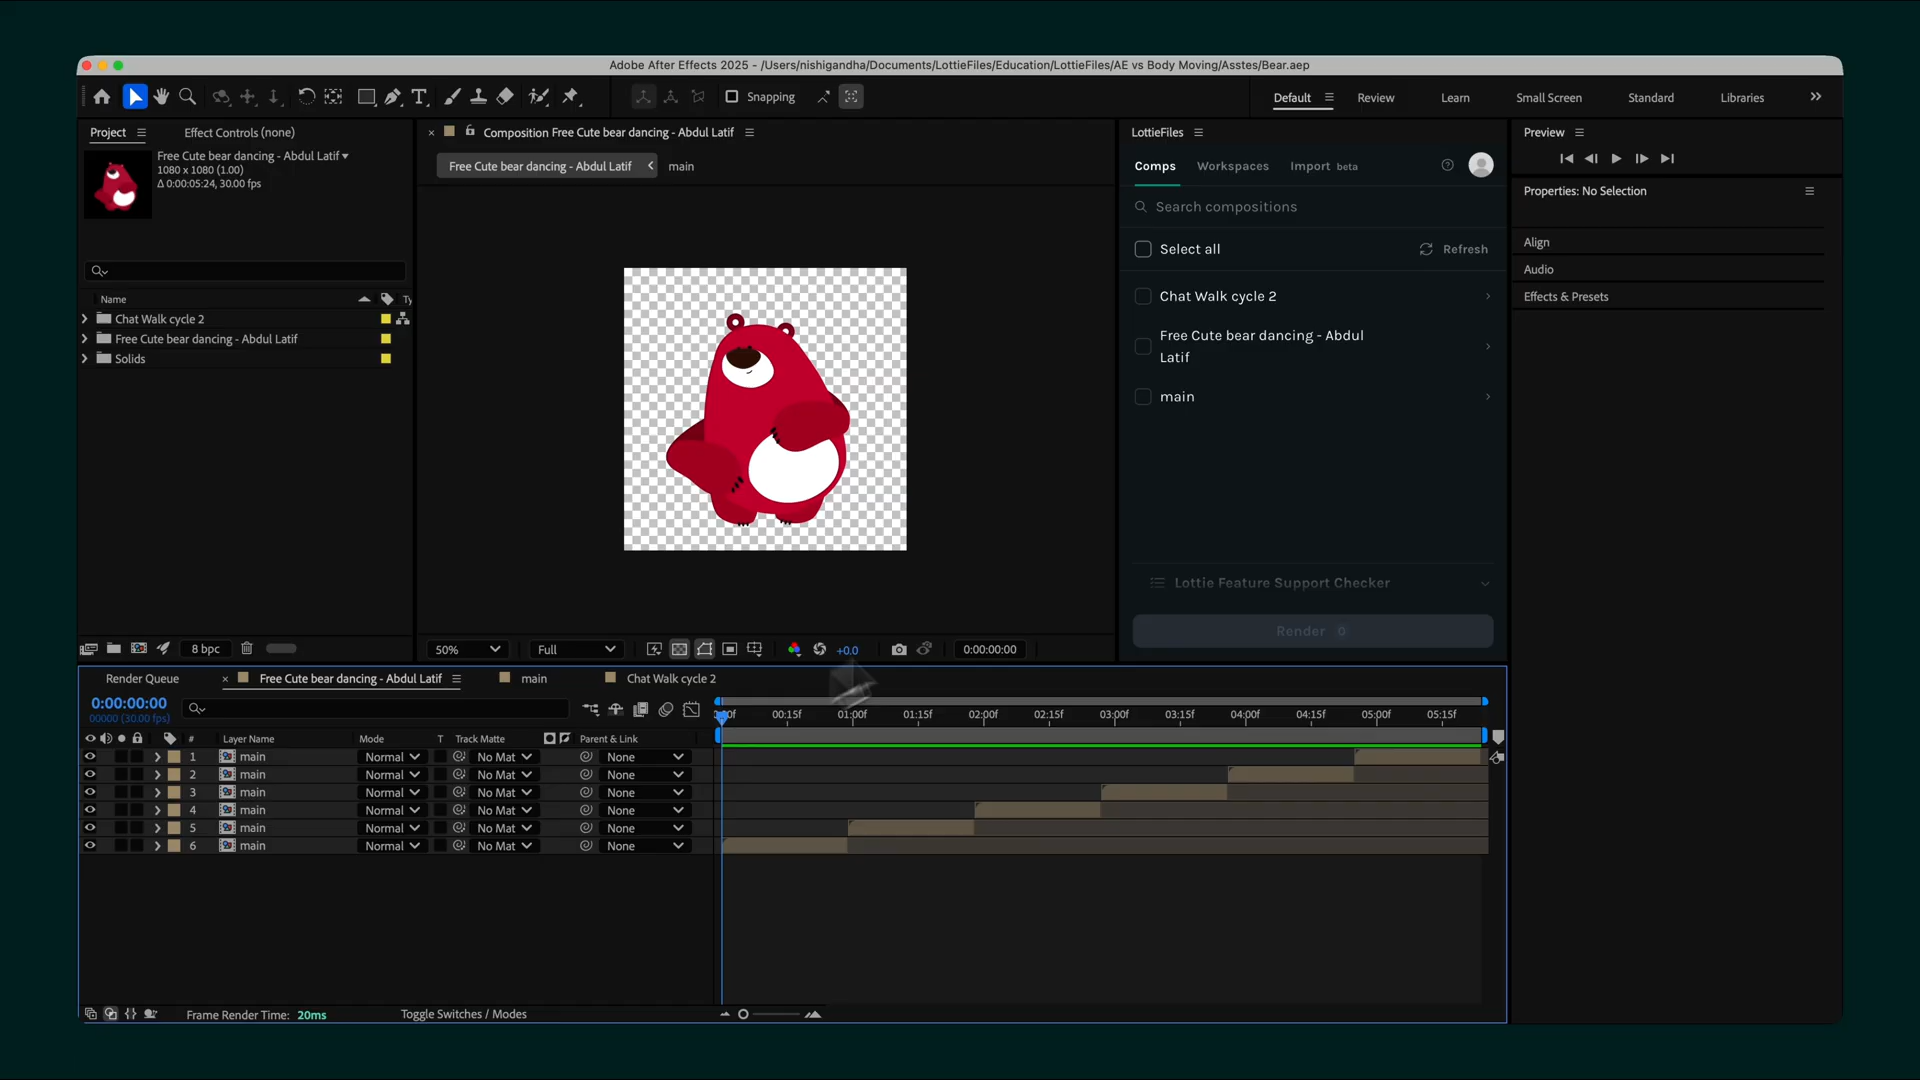 Adobe After Effects 2025 - /Users/nishigandha/Documents/LottieFiles/Education/LottieFiles/AE vs Body Moving/Asstes/Bear.aep
Snapping
Default
Review
Learn
Small Screen
Standard
Libraries
Project
Effect Controls (none)
Free Cute bear dancing - Abdul Latif
1080 x 1080 (1.00)
Δ 0:00:05:24, 30.00 fps
Name
Ty
Chat Walk cycle 2
Free Cute bear dancing - Abdul Latif
Solids
8 bpc
Composition Free Cute bear dancing - Abdul Latif
Free Cute bear dancing - Abdul Latif
main
50%
Full
+0.0
0:00:00:00
LottieFiles
Comps
Workspaces
Import beta
Search compositions
Select all
Refresh
Chat Walk cycle 2
Free Cute bear dancing - Abdul
Latif
main
Lottie Feature Support Checker
Render 0
Preview
Properties: No Selection
Align
Audio
Effects & Presets
Render Queue
Free Cute bear dancing - Abdul Latif
main
Chat Walk cycle 2
0:00:00:00
00000 (30.00 fps)
00:15f 01:00f 01:15f 02:00f 02:15f 03:00f 03:15f 04:00f 04:15f 05:00f 05:15f
# Layer Name Mode T Track Matte Parent & Link
1 main Normal No Mat None
2 main Normal No Mat None
3 main Normal No Mat None
4 main Normal No Mat None
5 main Normal No Mat None
6 main Normal No Mat None
Frame Render Time: 20ms
Toggle Switches / Modes